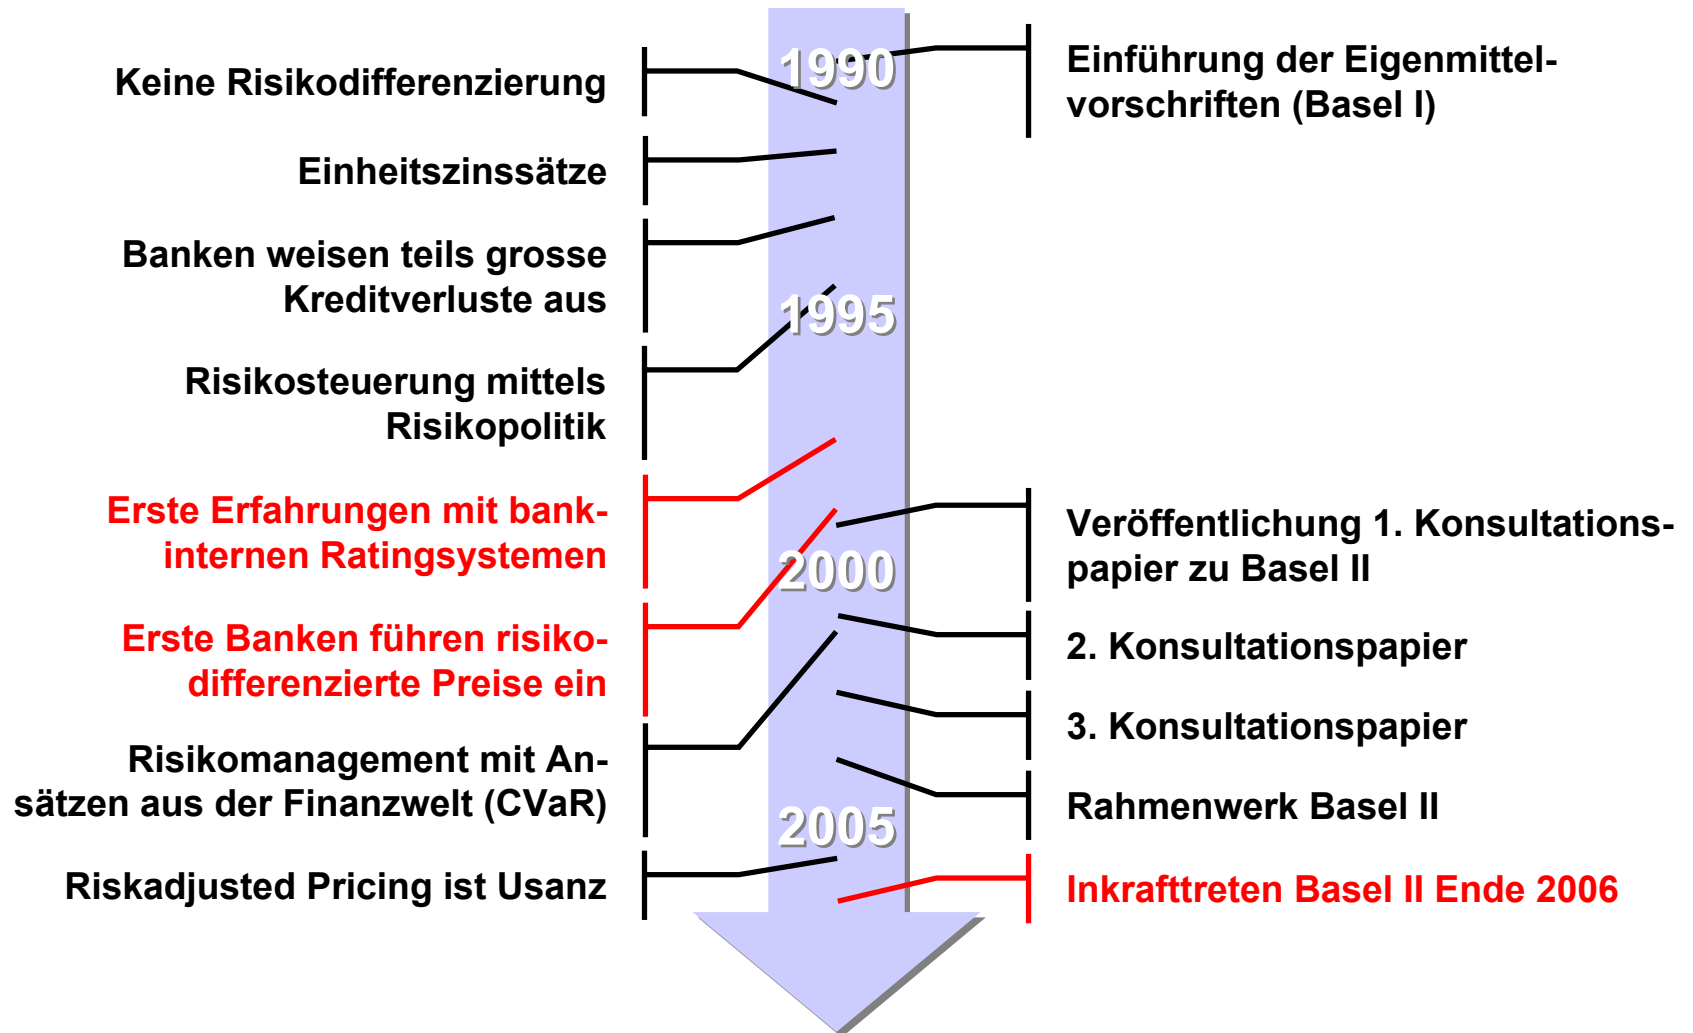 Keine Risikodifferenzierung
Einheitszinssätze
Banken weisen teils grosse
Kreditverluste aus
Risikosteuerung mittels
Risikopolitik
Erste Erfahrungen mit bank-
internen Ratingsystemen
Erste Banken führen risiko-
differenzierte Preise ein
Risikomanagement mit An-
sätzen aus der Finanzwelt (CVaR)
Riskadjusted Pricing ist Usanz
1990
1995
2000
2005
Einführung der Eigenmittel-
vorschriften (Basel I)
Veröffentlichung 1. Konsultations-
papier zu Basel II
2. Konsultationspapier
3. Konsultationspapier
Rahmenwerk Basel II
Inkrafttreten Basel II Ende 2006